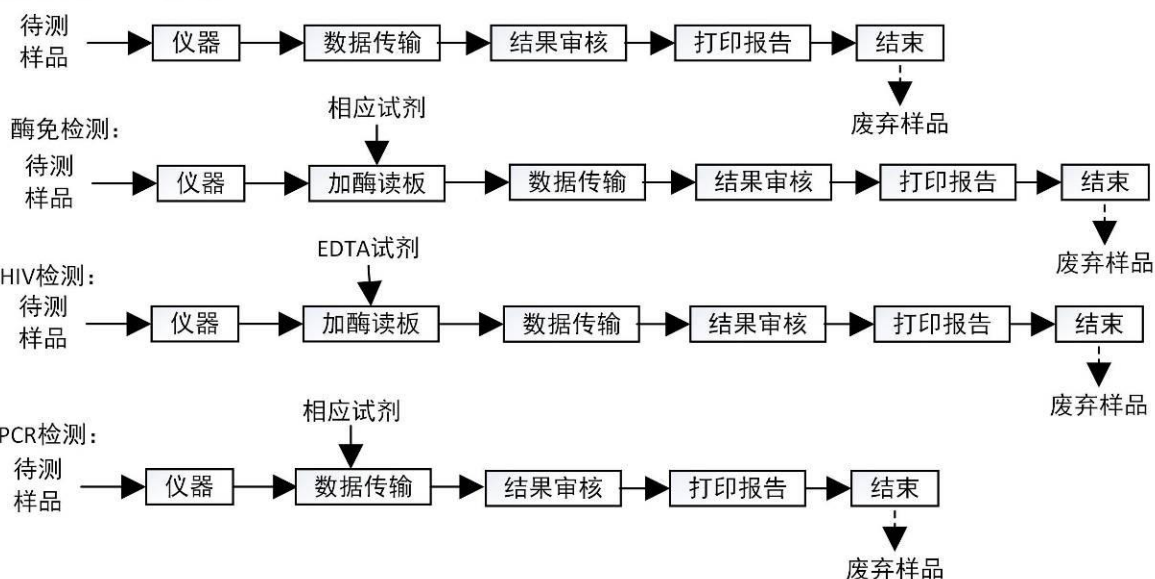 待测
样品
仪器
数据传输
结果审核
打印报告
结束
废弃样品
酶免检测：
相应试剂
待测
样品
仪器
加酶读板
数据传输
结果审核
打印报告
结束
废弃样品
HIV检测：
EDTA试剂
待测
样品
仪器
加酶读板
数据传输
结果审核
打印报告
结束
废弃样品
PCR检测：
相应试剂
待测
样品
仪器
数据传输
结果审核
打印报告
结束
废弃样品